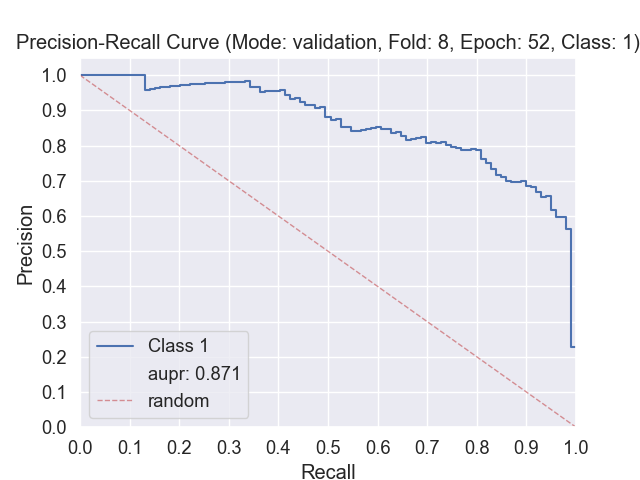 Precision-Recall Curve (Mode: validation, Fold: 8, Epoch: 52, Class: 1)
1.0
0.9
0.8
0.7
0.6
0.5
0.4
0.3
0.2
0.1
0.0
Precision
Class 1
aupr: 0.871
random
0.0 0.1 0.2 0.3 0.4 0.5 0.6 0.7 0.8 0.9 1.0
Recall